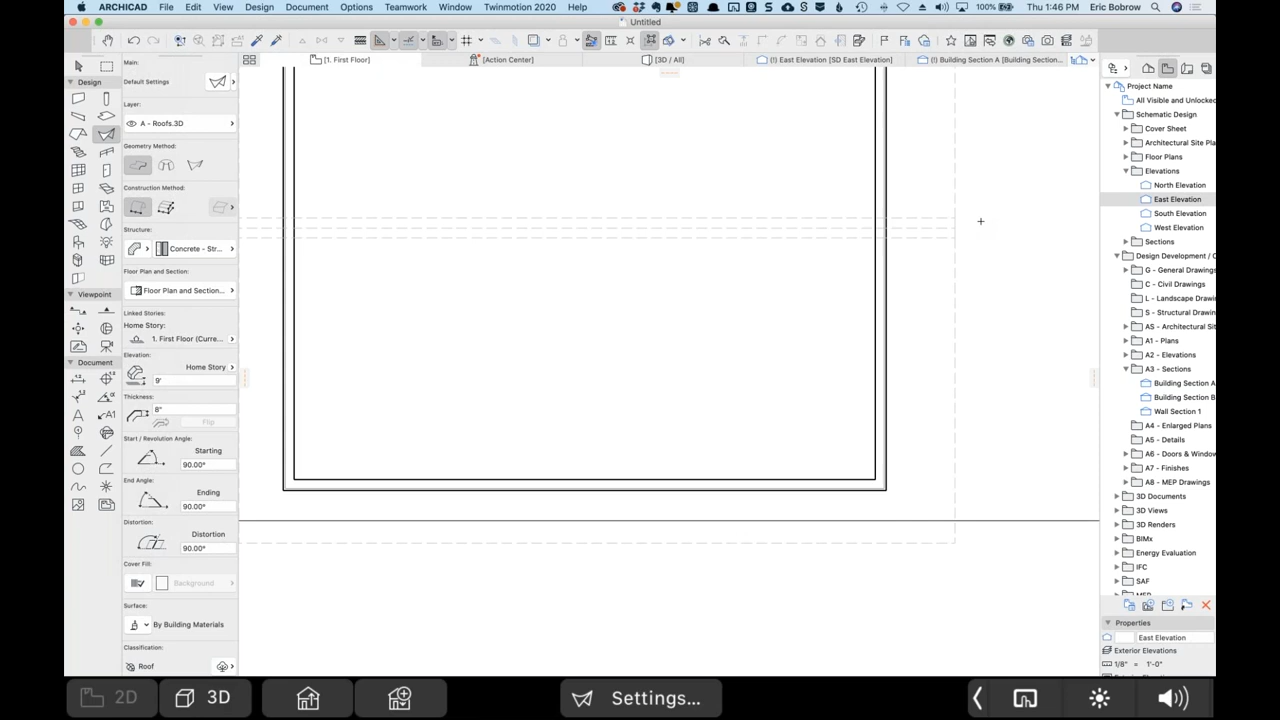 ARCHICAD File Edit View Design Document Options Teamwork Window Twinmotion 2020 Help 100% Thu 1:46 PM Eric Bobrow
Untitled
[1. First Floor] [Action Center] [3D / All] (!) East Elevation [SD East Elevation] (!) Building Section A [Building Section...
Design
Viewpoint
Document
Main:
Default Settings
Layer:
A - Roofs.3D
Geometry Method:
Construction Method:
Structure:
Concrete - Str...
Floor Plan and Section:
Floor Plan and Section...
Linked Stories:
Home Story:
1. First Floor (Curre...
Elevation:
Home Story
9'
Thickness:
8"
Flip
Start / Revolution Angle:
Starting
90.00°
End Angle:
Ending
90.00°
Distortion:
Distortion
90.00°
Cover Fill:
Background
Surface:
By Building Materials
Classification:
Roof
Project Name
All Visible and Unlocked
Schematic Design
Cover Sheet
Architectural Site Pla
Floor Plans
Elevations
North Elevation
East Elevation
South Elevation
West Elevation
Sections
Design Development / C
G - General Drawings
C - Civil Drawings
L - Landscape Drawi
S - Structural Drawin
AS - Architectural Sit
A1 - Plans
A2 - Elevations
A3 - Sections
Building Section A
Building Section B
Wall Section 1
A4 - Enlarged Plans
A5 - Details
A6 - Doors & Window
A7 - Finishes
A8 - MEP Drawings
3D Documents
3D Views
3D Renders
BIMx
Energy Evaluation
IFC
SAF
Properties
East Elevation
Exterior Elevations
1/8" = 1'-0"
2D 3D Settings...